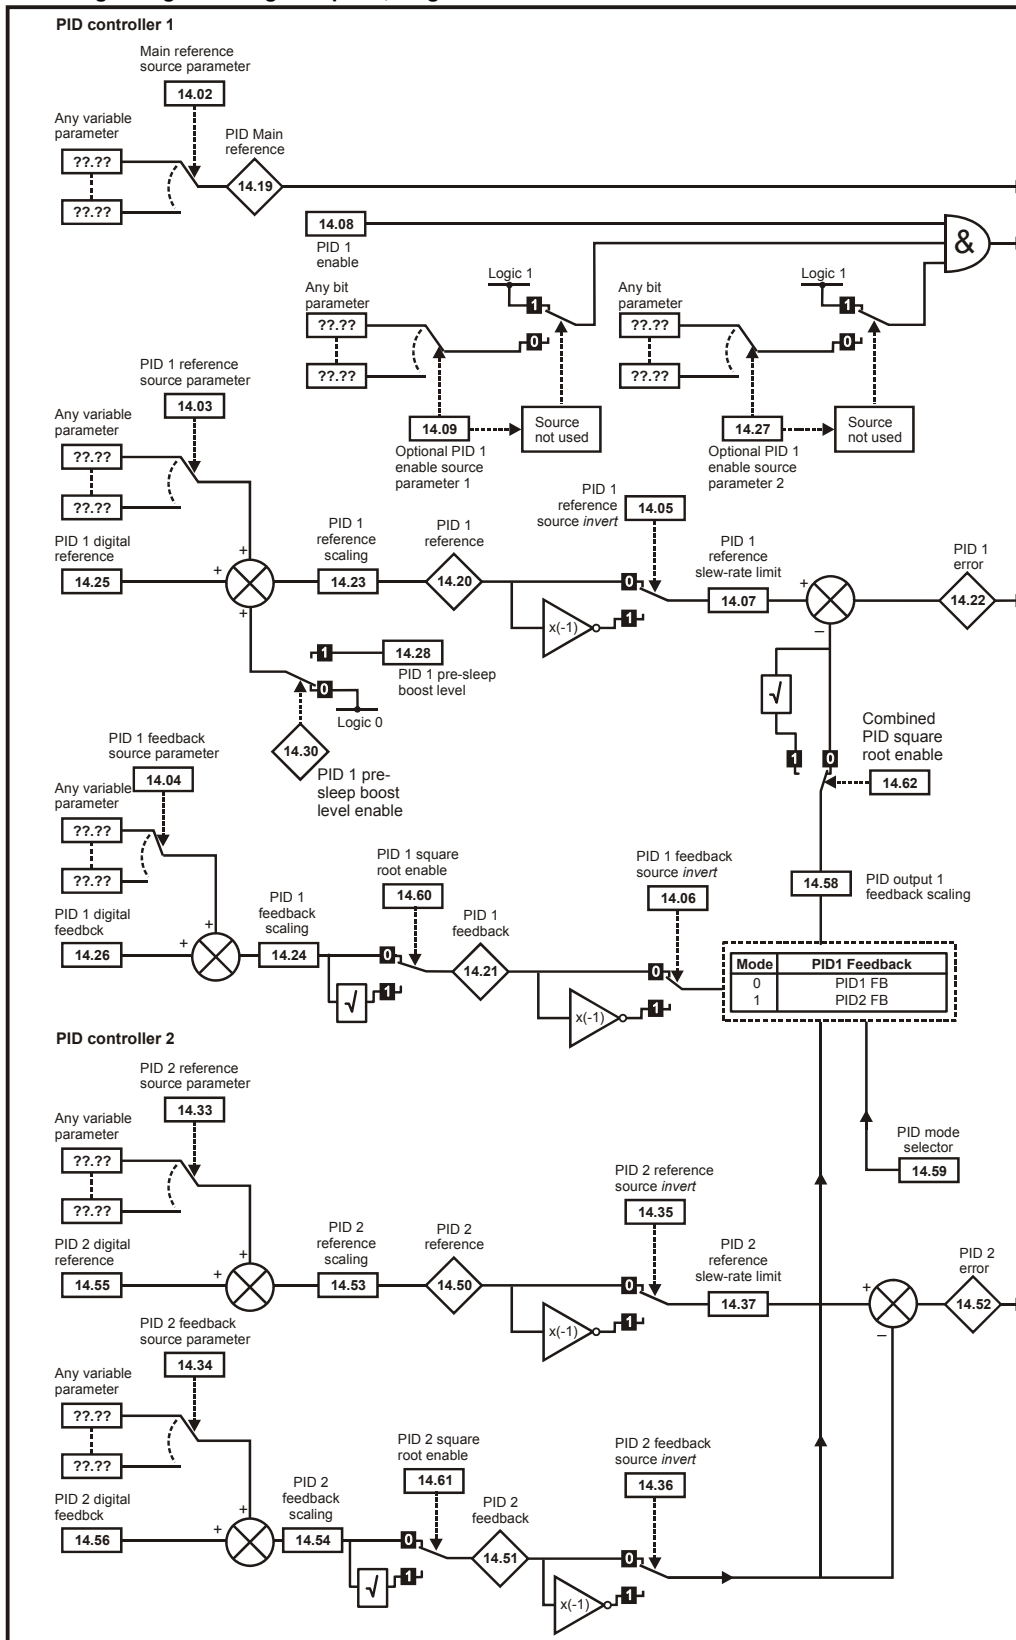 PID controller 1
Main reference
source parameter
14.02
Any variable
parameter
??.??
??.??
PID Main
reference
14.19
14.08
PID 1
enable
&
Logic 1
1
0
Any bit
parameter
??.??
??.??
14.09
Source
not used
Optional PID 1
enable source
parameter 1
Logic 1
1
0
Any bit
parameter
??.??
??.??
14.27
Source
not used
Optional PID 1
enable source
parameter 2
PID 1 reference
source parameter
14.03
Any variable
parameter
??.??
??.??
PID 1 digital
reference
14.25
+
+
+
PID 1
reference
scaling
14.23
PID 1
reference
14.20
PID 1
reference
source invert
14.05
0
1
x(-1)
PID 1
reference
slew-rate limit
14.07
+
–
PID 1
error
14.22
1
14.28
PID 1 pre-sleep
boost level
0
Logic 0
14.30
PID 1 pre-
sleep boost
level enable
√
1
0
Combined
PID square
root enable
14.62
14.58
PID output 1
feedback scaling
PID 1 feedback
source parameter
14.04
Any variable
parameter
??.??
??.??
PID 1 digital
feedbck
14.26
+
+
PID 1
feedback
scaling
14.24
PID 1 square
root enable
14.60
0
1
√
PID 1
feedback
14.21
PID 1 feedback
source invert
14.06
0
1
x(-1)
Mode PID1 Feedback
0 PID1 FB
1 PID2 FB
PID controller 2
PID 2 reference
source parameter
14.33
Any variable
parameter
??.??
??.??
PID 2 digital
reference
14.55
+
+
PID 2
reference
scaling
14.53
PID 2
reference
14.50
PID 2 reference
source invert
14.35
0
1
x(-1)
PID 2
reference
slew-rate limit
14.37
PID mode
selector
14.59
+
–
PID 2
error
14.52
PID 2 feedback
source parameter
14.34
Any variable
parameter
??.??
??.??
PID 2 digital
feedbck
14.56
+
+
PID 2
feedback
scaling
14.54
PID 2 square
root enable
14.61
0
1
√
PID 2
feedback
14.51
PID 2 feedback
source invert
14.36
0
1
x(-1)